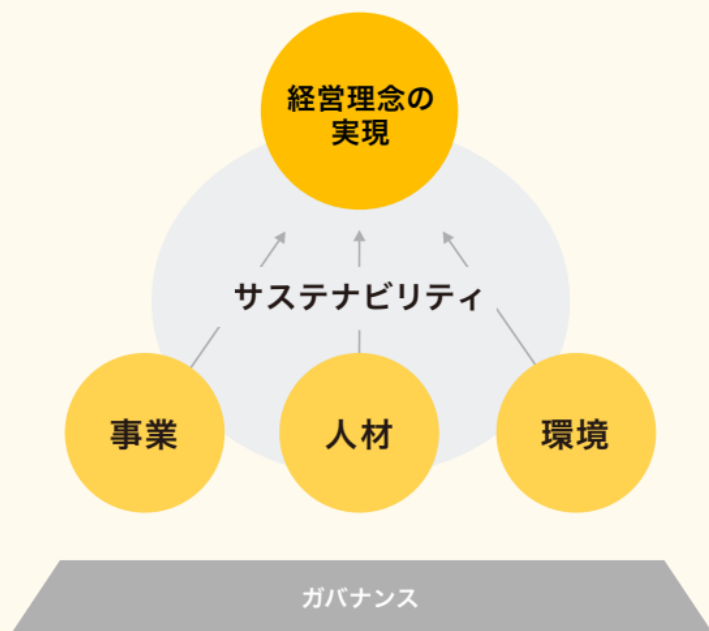 経営理念の
実現
サステナビリティ
事業
人材
環境
ガバナンス